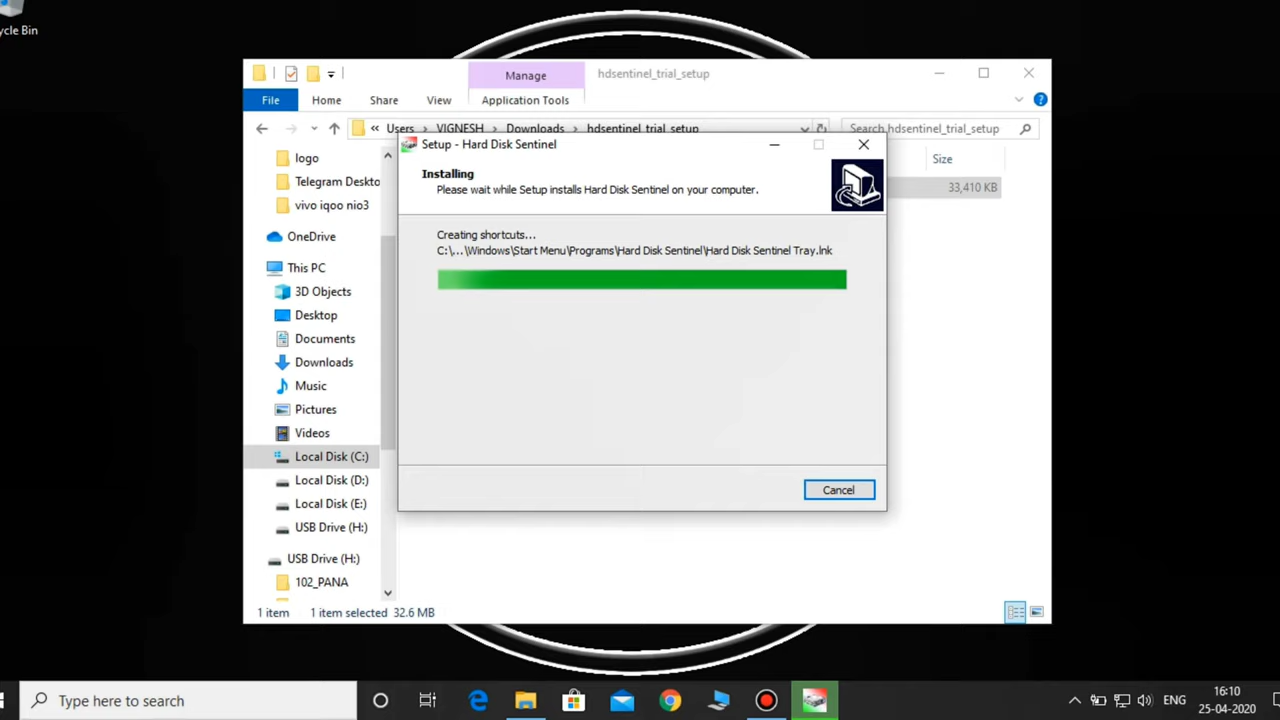 cycle Bin
Manage
hdsentinel_trial_setup
File
Home
Share
View
Application Tools
« Users > VIGNESH > Downloads > hdsentinel_trial_setup
Search hdsentinel_trial_setup
logo
Telegram Deskto
vivo iqoo nio3
OneDrive
This PC
3D Objects
Desktop
Documents
Downloads
Music
Pictures
Videos
Local Disk (C:)
Local Disk (D:)
Local Disk (E:)
USB Drive (H:)
USB Drive (H:)
102_PANA
Size
33,410 KB
Setup - Hard Disk Sentinel
Installing
Please wait while Setup installs Hard Disk Sentinel on your computer.
Creating shortcuts...
C:\...\Windows\Start Menu\Programs\Hard Disk Sentinel\Hard Disk Sentinel Tray.lnk
Cancel
1 item
1 item selected 32.6 MB
Type here to search
ENG
16:10
25-04-2020